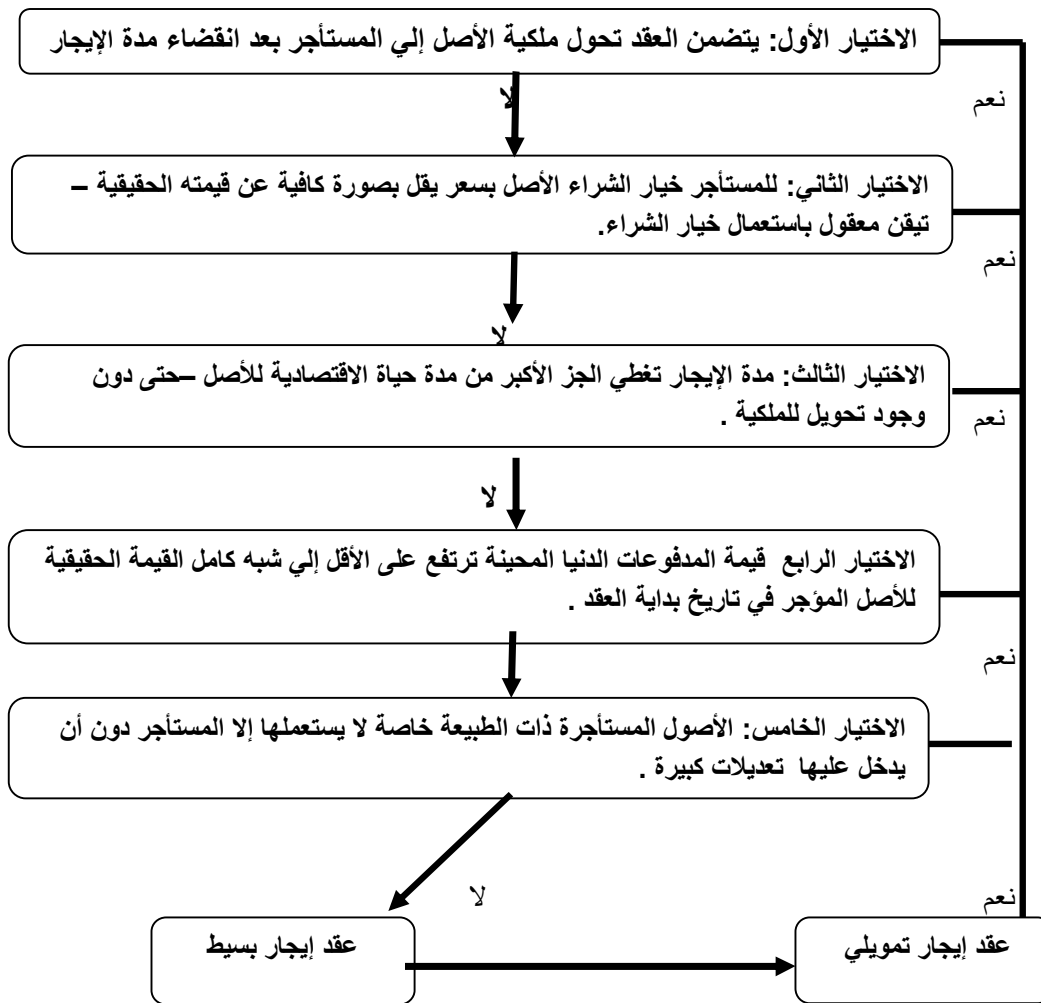 الاختيار الأول: يتضمن العقد تحول ملكية الأصل إلي المستأجر بعد انقضاء مدة الإيجار
نعم
لا
الاختيار الثاني: للمستأجر خيار الشراء الأصل بسعر يقل بصورة كافية عن قيمته الحقيقية –
تيقن معقول باستعمال خيار الشراء.
نعم
لا
الاختيار الثالث: مدة الإيجار تغطي الجز الأكبر من مدة حياة الاقتصادية للأصل –حتى دون
وجود تحويل للملكية .
نعم
لا
الاختيار الرابع قيمة المدفوعات الدنيا المحينة ترتفع على الأقل إلي شبه كامل القيمة الحقيقية
للأصل المؤجر في تاريخ بداية العقد .
نعم
الاختيار الخامس: الأصول المستأجرة ذات الطبيعة خاصة لا يستعملها إلا المستأجر دون أن
يدخل عليها تعديلات كبيرة .
نعم
لا
عقد إيجار تمويلي
عقد إيجار بسيط